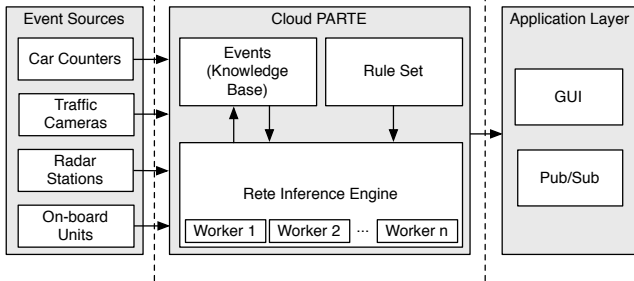 Event Sources
Car Counters
Traffic
Cameras
Radar
Stations
On-board
Units
Cloud PARTE
Events
(Knowledge
Base)
Rule Set
Rete Inference Engine
Worker 1 Worker 2 ... Worker n
Application Layer
GUI
Pub/Sub